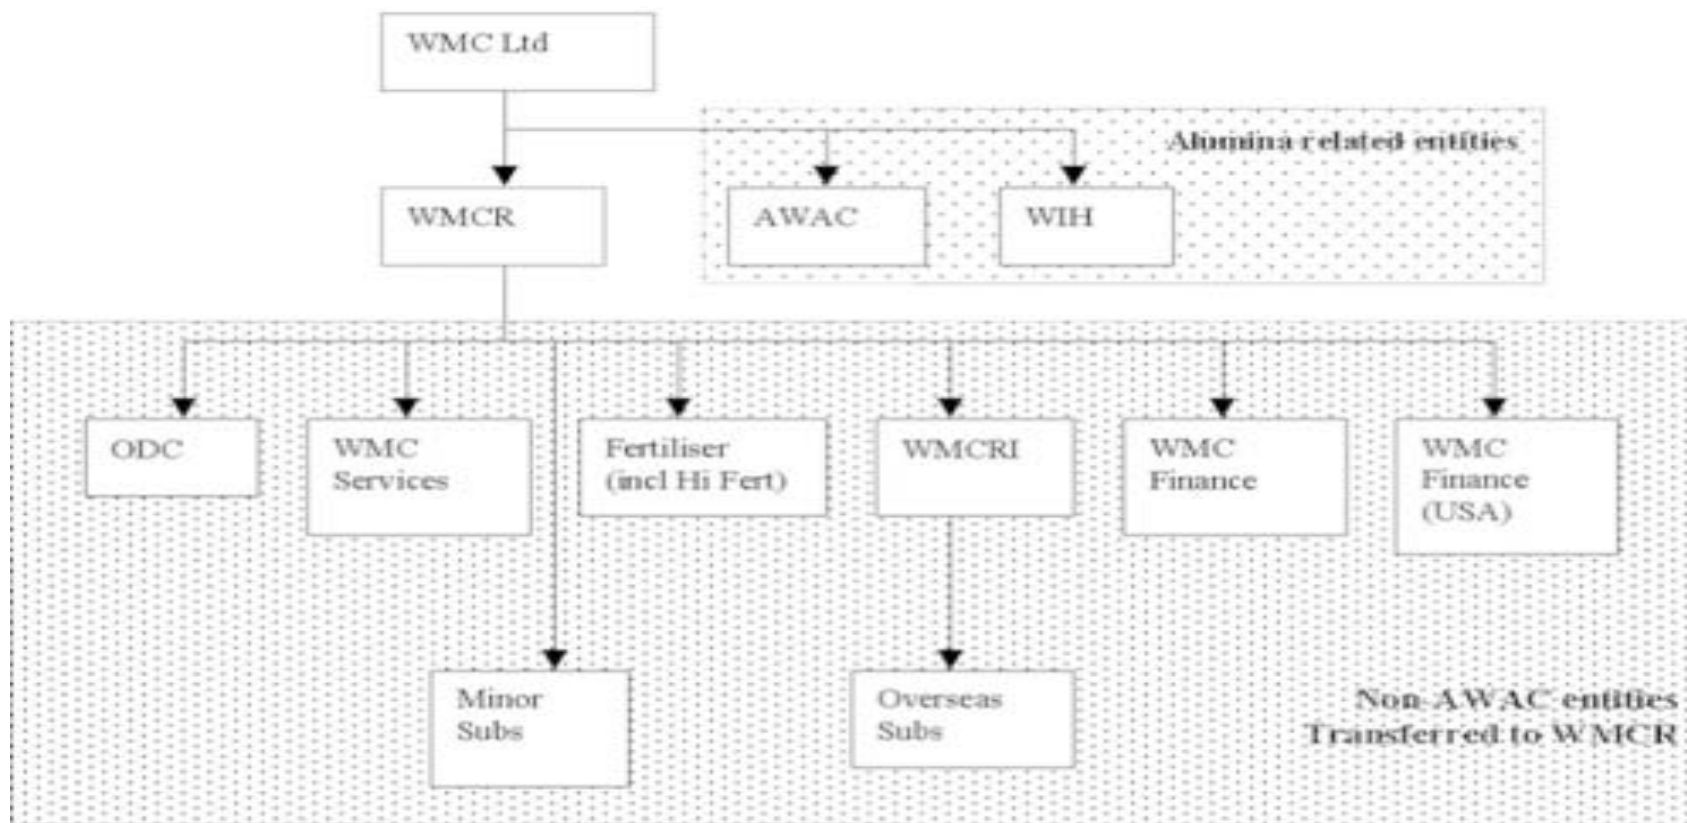 WMC Ltd
Alumina related entities
WMCR
AWAC
WIH
ODC
WMC
Services
Fertiliser
(incl Hi Fert)
WMCRI
WMC
Finance
WMC
Finance
(USA)
Minor
Subs
Overseas
Subs
Non-AWAC entities
Transferred to WMCR